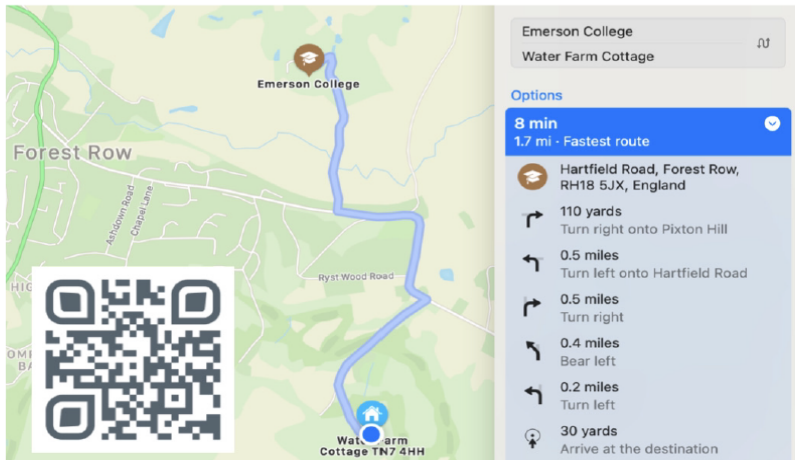 Emerson College
Forest Row
Ashdown Road
Chapel Lane
Ryst Wood Road
HIG
COM
BA
Cottage TN7 4HH
Emerson College
Water Farm Cottage
Options
8 min
1.7 mi · Fastest route
Hartfield Road, Forest Row,
RH18 5JX, England
110 yards
Turn right onto Pixton Hill
0.5 miles
Turn left onto Hartfield Road
0.5 miles
Turn right
0.4 miles
Bear left
0.2 miles
Turn left
30 yards
Arrive at the destination